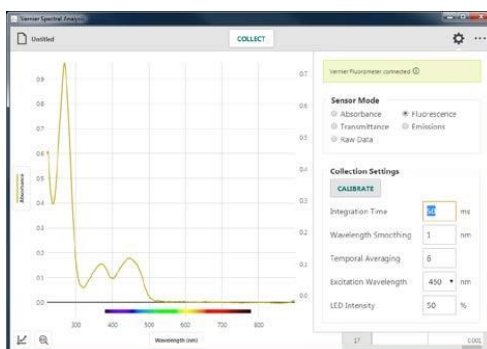 Vernier Spectral Analysis
Untitled
COLLECT
Vernier Fluorometer connected
Sensor Mode
Absorbance
Fluorescence
Transmittance
Emissions
Raw Data
Collection Settings
CALIBRATE
Integration Time
60
ms
Wavelength Smoothing
1
nm
Temporal Averaging
6
Excitation Wavelength
450
nm
LED Intensity
50
%
Absorbance
0.9
0.8
0.7
0.6
0.5
0.4
0.3
0.2
0.1
0.0
0.7
0.6
0.5
0.4
0.3
0.2
0.1
0.0
300
400
500
600
700
800
Wavelength (nm)
17
0.001